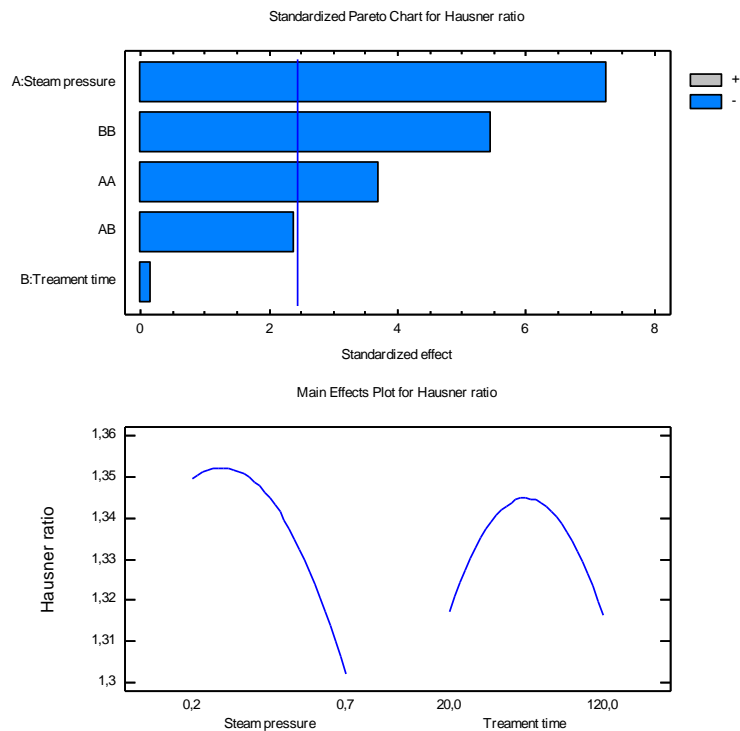 Standardized Pareto Chart for Hausner ratio
A:Steam pressure
BB
AA
AB
B:Treament time
+
-
0 2 4 6 8
Standardized effect
Main Effects Plot for Hausner ratio
1,36
1,35
1,34
1,33
1,32
1,31
1,3
Hausner ratio
0,2 0,7 20,0 120,0
Steam pressure Treament time